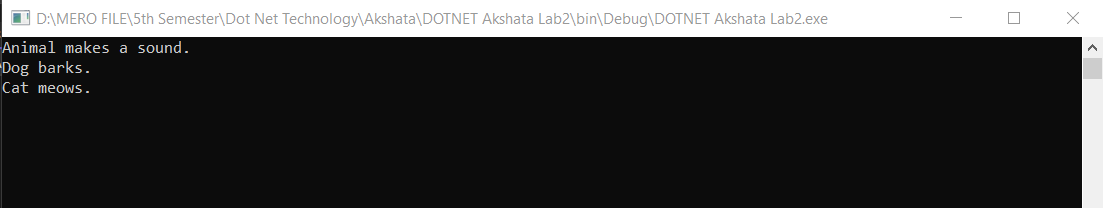 D:\MERO FILE\5th Semester\Dot Net Technology\Akshata\DOTNET Akshata Lab2\bin\Debug\DOTNET Akshata Lab2.exe
Animal makes a sound.
Dog barks.
Cat meows.